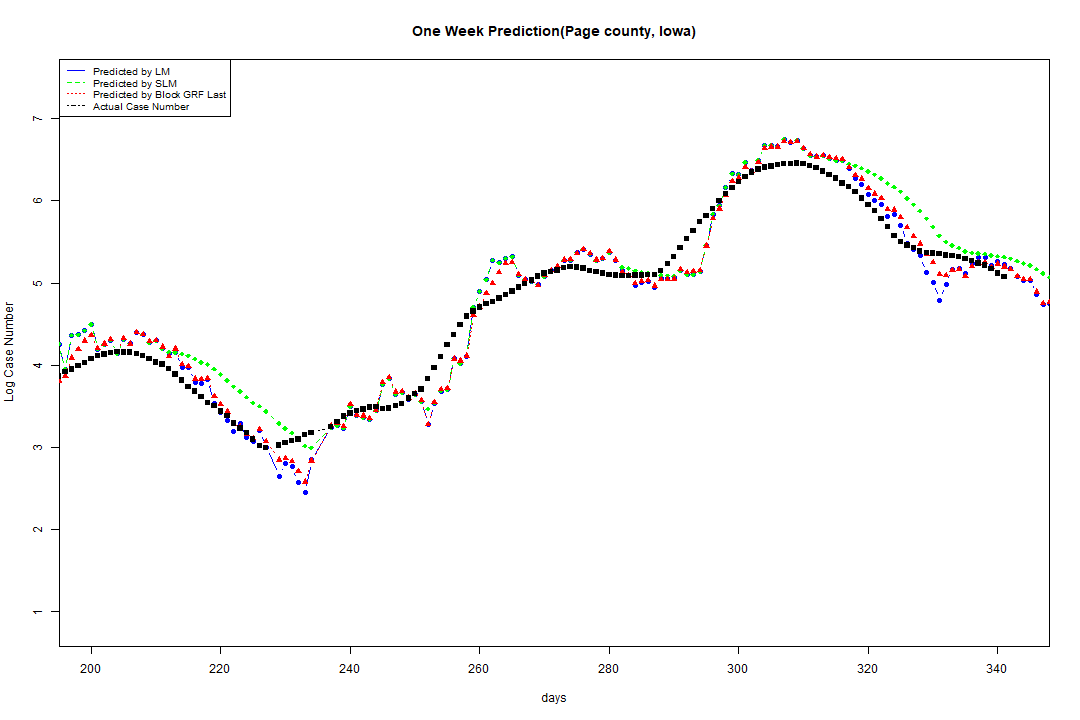 One Week Prediction(Page county, Iowa)
Predicted by LM
Predicted by SLM
Predicted by Block GRF Last
Actual Case Number
7
6
5
4
3
2
1
Log Case Number
200 220 240 260 280 300 320 340
days